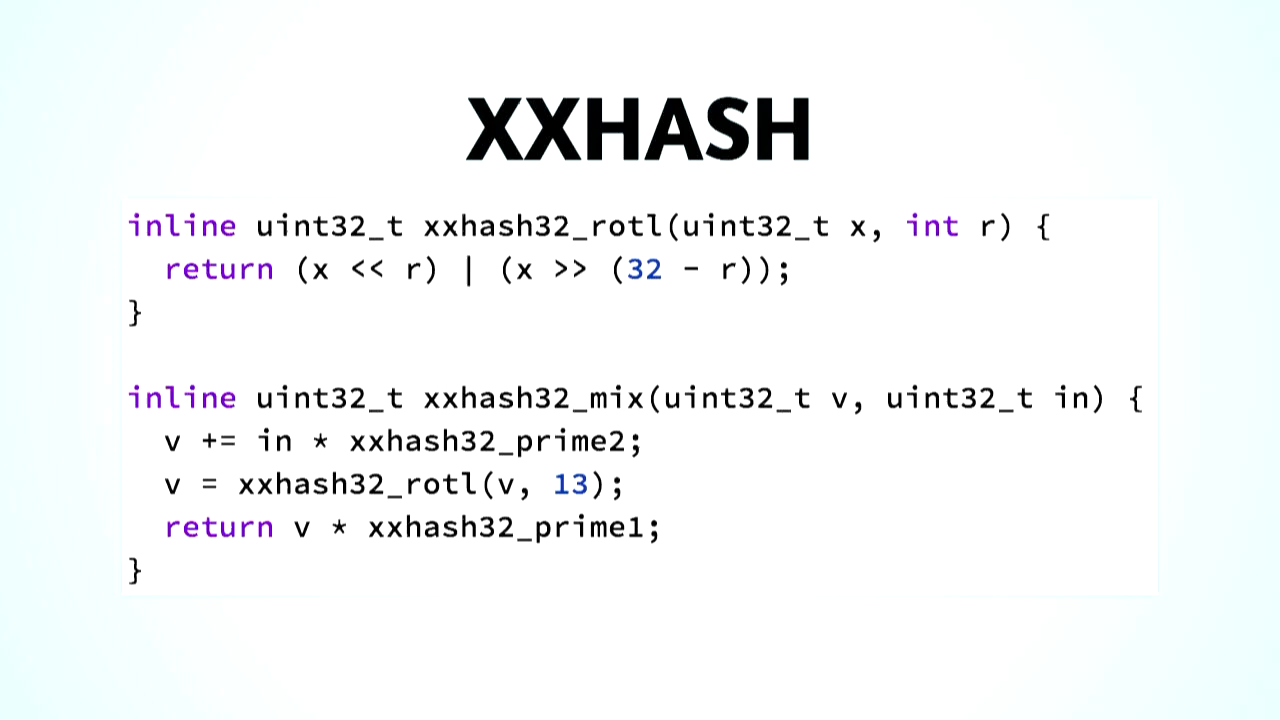 XXHASH
inline uint32_t xxhash32_rotl(uint32_t x, int r) {
  return (x << r) | (x >> (32 - r));
}
inline uint32_t xxhash32_mix(uint32_t v, uint32_t in) {
  v += in * xxhash32_prime2;
  v = xxhash32_rotl(v, 13);
  return v * xxhash32_prime1;
}